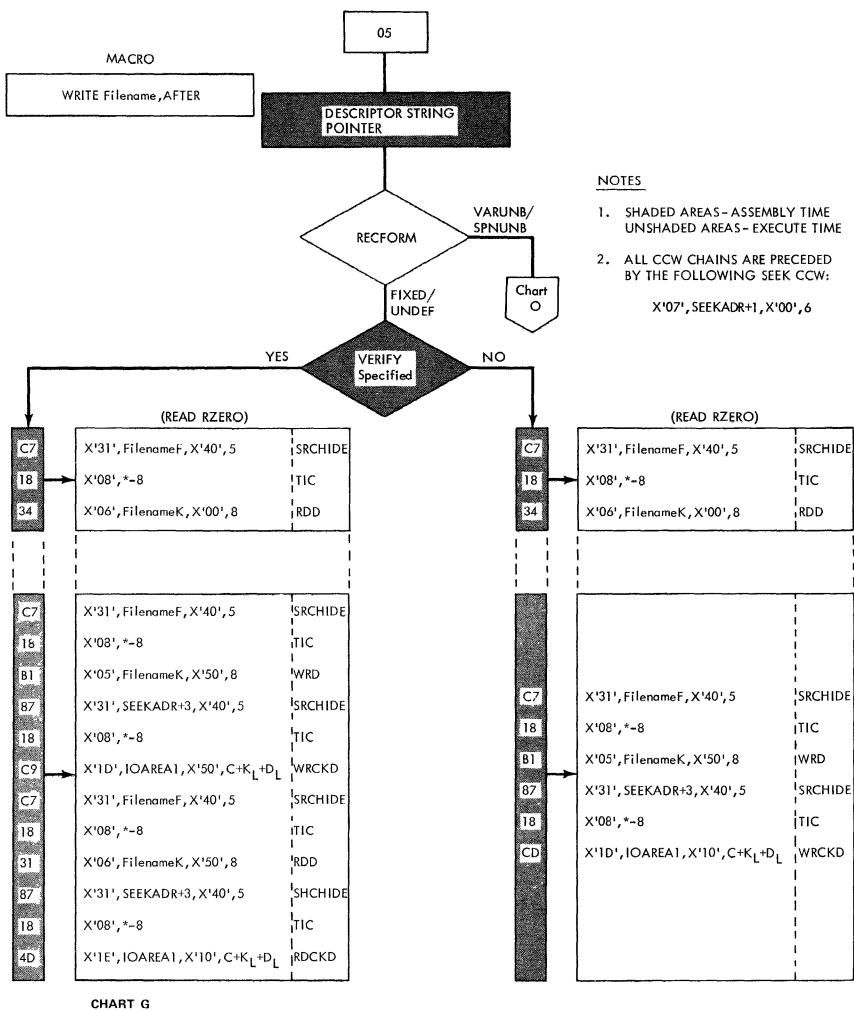 05
MACRO
WRITE Filename,AFTER
DESCRIPTOR STRING
POINTER
RECFORM
VARUNB/
SPNUNB
Chart
O
FIXED/
UNDEF
NOTES
1. SHADED AREAS - ASSEMBLY TIME
UNSHADED AREAS - EXECUTE TIME
2. ALL CCW CHAINS ARE PRECEDED
BY THE FOLLOWING SEEK CCW:
X'07', SEEKADR+1, X'00', 6
YES
VERIFY
Specified
NO
(READ RZERO)
C7 X'31', FilenameF, X'40', 5 SRCHIDE
18 X'08', *-8 TIC
34 X'06', FilenameK, X'00', 8 RDD
C7 X'31', FilenameF, X'40', 5 SRCHIDE
18 X'08', *-8 TIC
B1 X'05', FilenameK, X'50', 8 WRD
87 X'31', SEEKADR+3, X'40', 5 SRCHIDE
18 X'08', *-8 TIC
C9 X'1D', IOAREA1, X'50', C+KL+DL WRCKD
C7 X'31', FilenameF, X'40', 5 SRCHIDE
18 X'08', *-8 TIC
31 X'06', FilenameK, X'50', 8 RDD
87 X'31', SEEKADR+3, X'40', 5 SHCHIDE
18 X'08', *-8 TIC
4D X'1E', IOAREA1, X'10', C+KL+DL RDCKD
(READ RZERO)
C7 X'31', FilenameF, X'40', 5 SRCHIDE
18 X'08', *-8 TIC
34 X'06', FilenameK, X'00', 8 RDD
C7 X'31', FilenameF, X'40', 5 SRCHIDE
18 X'08', *-8 TIC
B1 X'05', FilenameK, X'50', 8 WRD
87 X'31', SEEKADR+3, X'40', 5 SRCHIDE
18 X'08', *-8 TIC
CD X'1D', IOAREA1, X'10', C+KL+DL WRCKD
CHART G